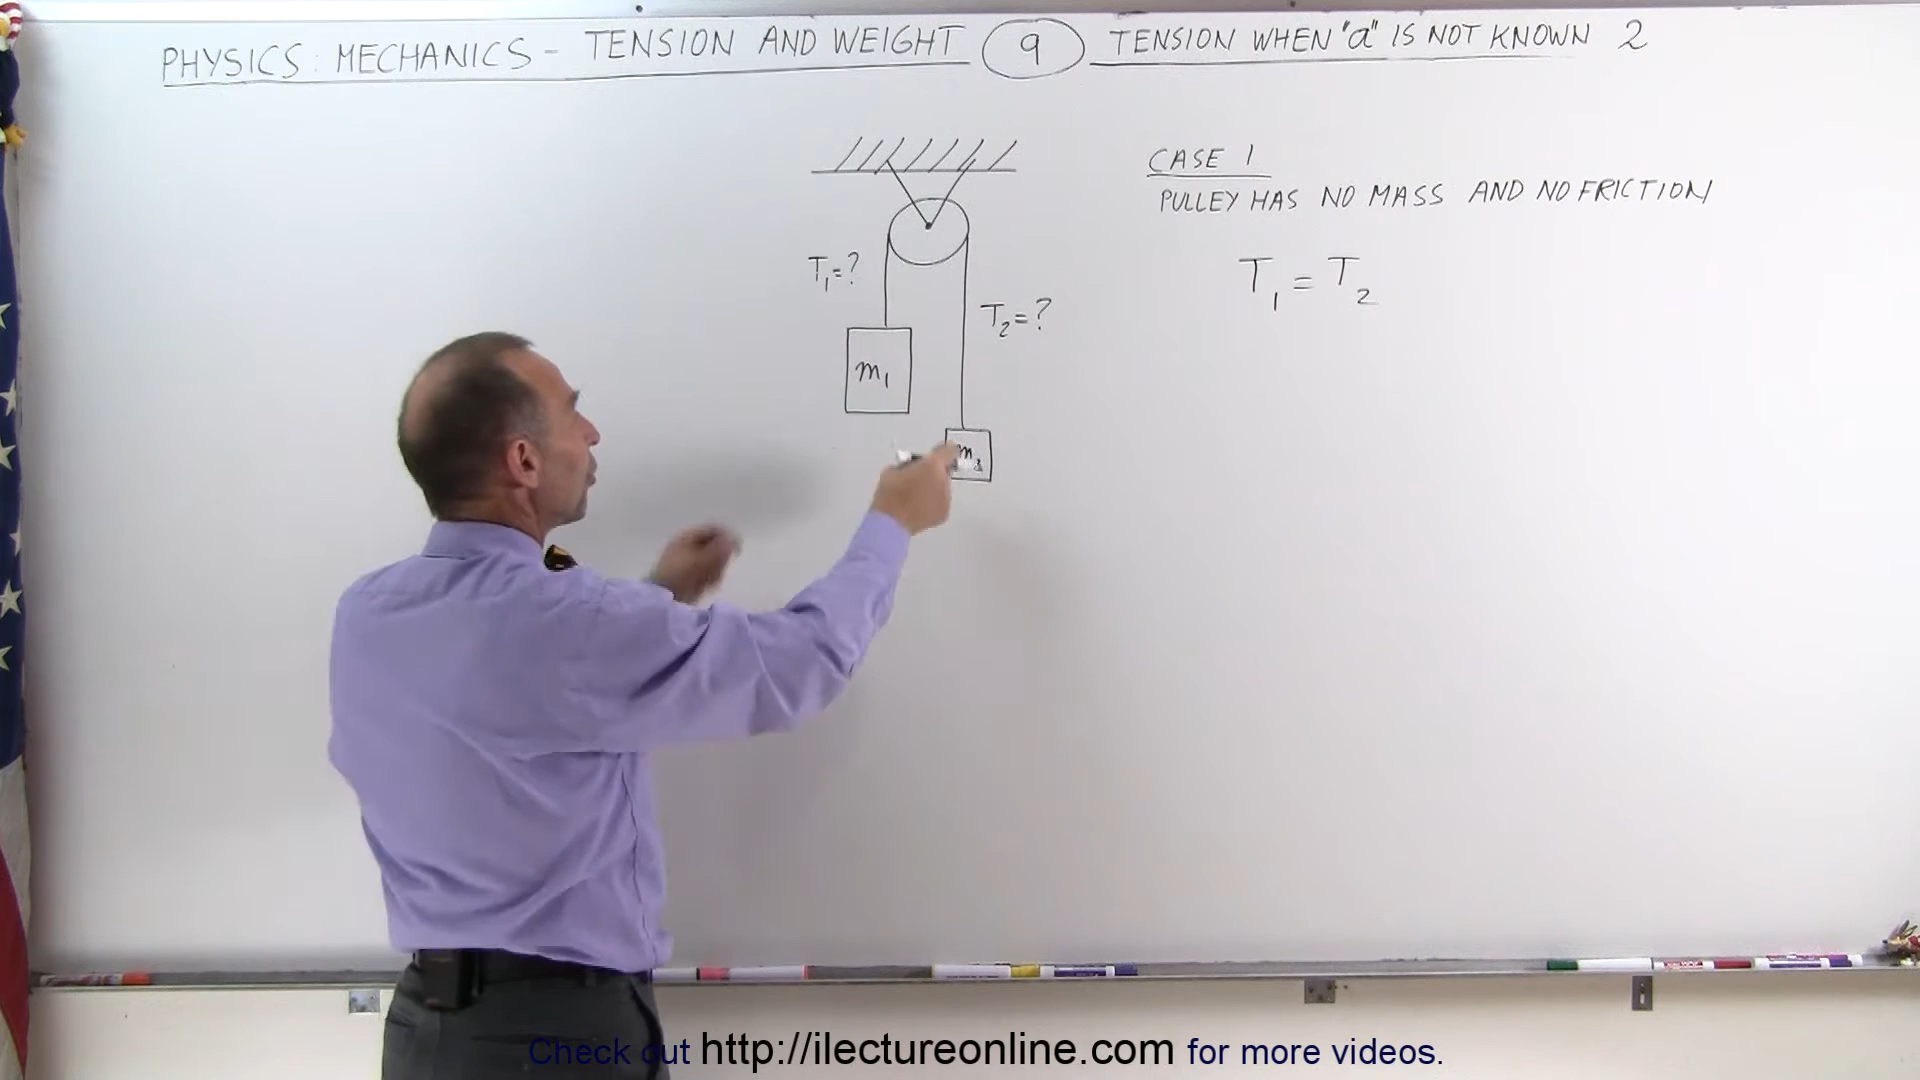 PHYSICS: MECHANICS - TENSION AND WEIGHT 9 TENSION WHEN "a" IS NOT KNOWN 2
CASE 1
PULLEY HAS NO MASS AND NO FRICTION
T₁=?
T₁ = T₂
T₂=?
m₁
m₂
Check out http://ilectureonline.com for more videos.